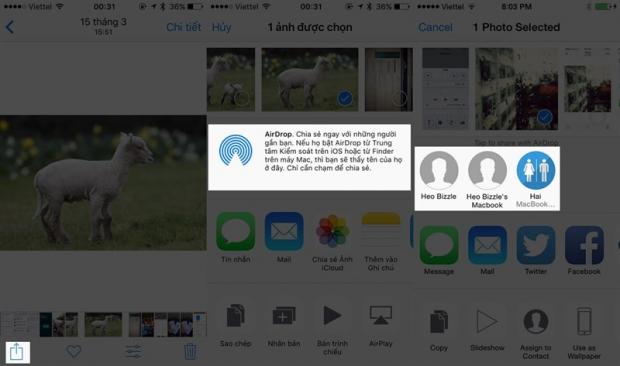 Viettel 00:31 36%
15 tháng 3
15:51
Chi tiết
Viettel 00:31 36%
Hủy
1 ảnh được chọn
AirDrop. Chia sẻ ngay với những người
gần bạn. Nếu họ bật AirDrop từ Trung
tâm Kiểm soát trên iOS hoặc từ Finder
trên máy Mac, thì bạn sẽ thấy tên của họ
ở đây. Chỉ cần chạm để chia sẻ.
Tin nhắn
Mail
Chia sẻ Ảnh
iCloud
Thêm vào
Ghi chú
Sao chép
Nhân bản
Bản trình
chiếu
AirPlay
Viettel 8:03 PM
Cancel
1 Photo Selected
Tap to share with AirDrop
Heo Bizzle
Heo Bizzle's
Macbook
Hai
MacBook...
Message
Mail
Twitter
Facebook
Copy
Slideshow
Assign to
Contact
Use as
Wallpaper